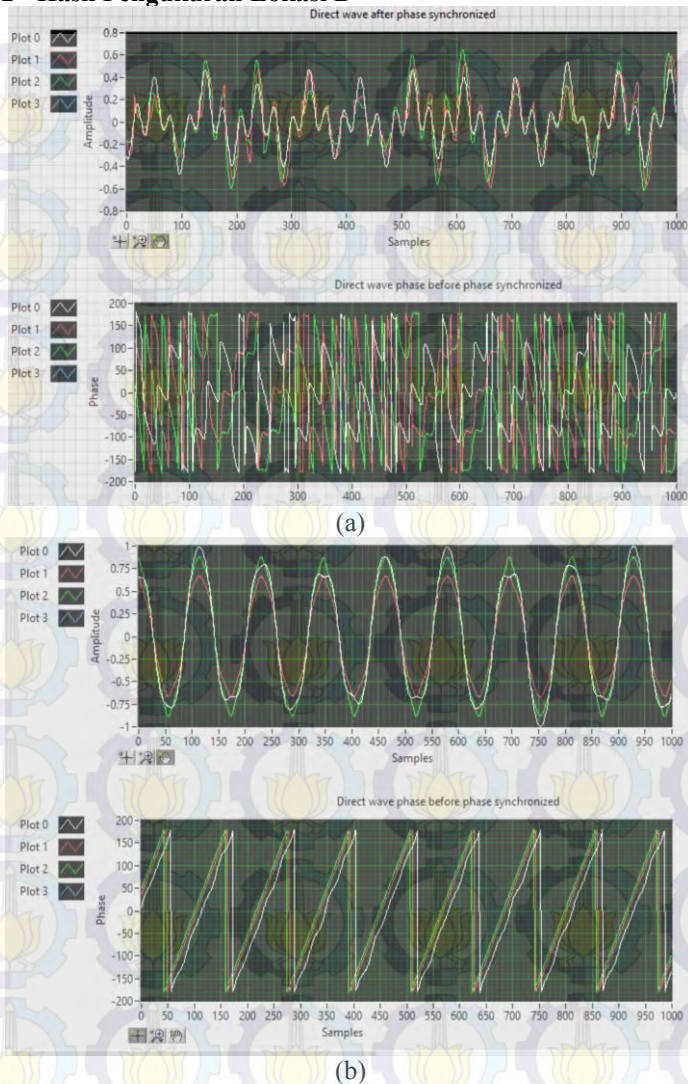 Direct wave after phase synchronized
Plot 0
Plot 1
Plot 2
Plot 3
Amplitude
0.8
0.6
0.4
0.2
0
-0.2
-0.4
-0.6
-0.8
0 100 200 300 400 500 600 700 800 900 1000
Samples
Direct wave phase before phase synchronized
Plot 0
Plot 1
Plot 2
Plot 3
Phase
200
150
100
50
0
-50
-100
-150
-200
0 100 200 300 400 500 600 700 800 900 1000
Samples
(a)
Plot 0
Plot 1
Plot 2
Plot 3
Amplitude
1
0.75
0.5
0.25
0
-0.25
-0.5
-0.75
-1
0 50 100 150 200 250 300 350 400 450 500 550 600 650 700 750 800 850 900 1000
Samples
Direct wave phase before phase synchronized
Plot 0
Plot 1
Plot 2
Plot 3
Phase
200
150
100
50
0
-50
-100
-150
-200
0 50 100 150 200 250 300 350 400 450 500 550 600 650 700 750 800 850 900 1000
Samples
(b)